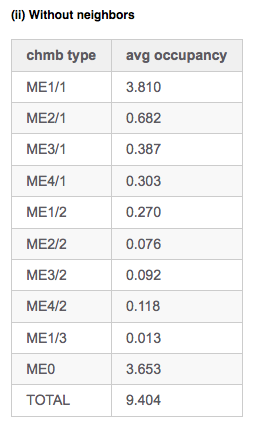 (ii) Without neighbors
chmb type avg occupancy
ME1/1 3.810
ME2/1 0.682
ME3/1 0.387
ME4/1 0.303
ME1/2 0.270
ME2/2 0.076
ME3/2 0.092
ME4/2 0.118
ME1/3 0.013
ME0 3.653
TOTAL 9.404